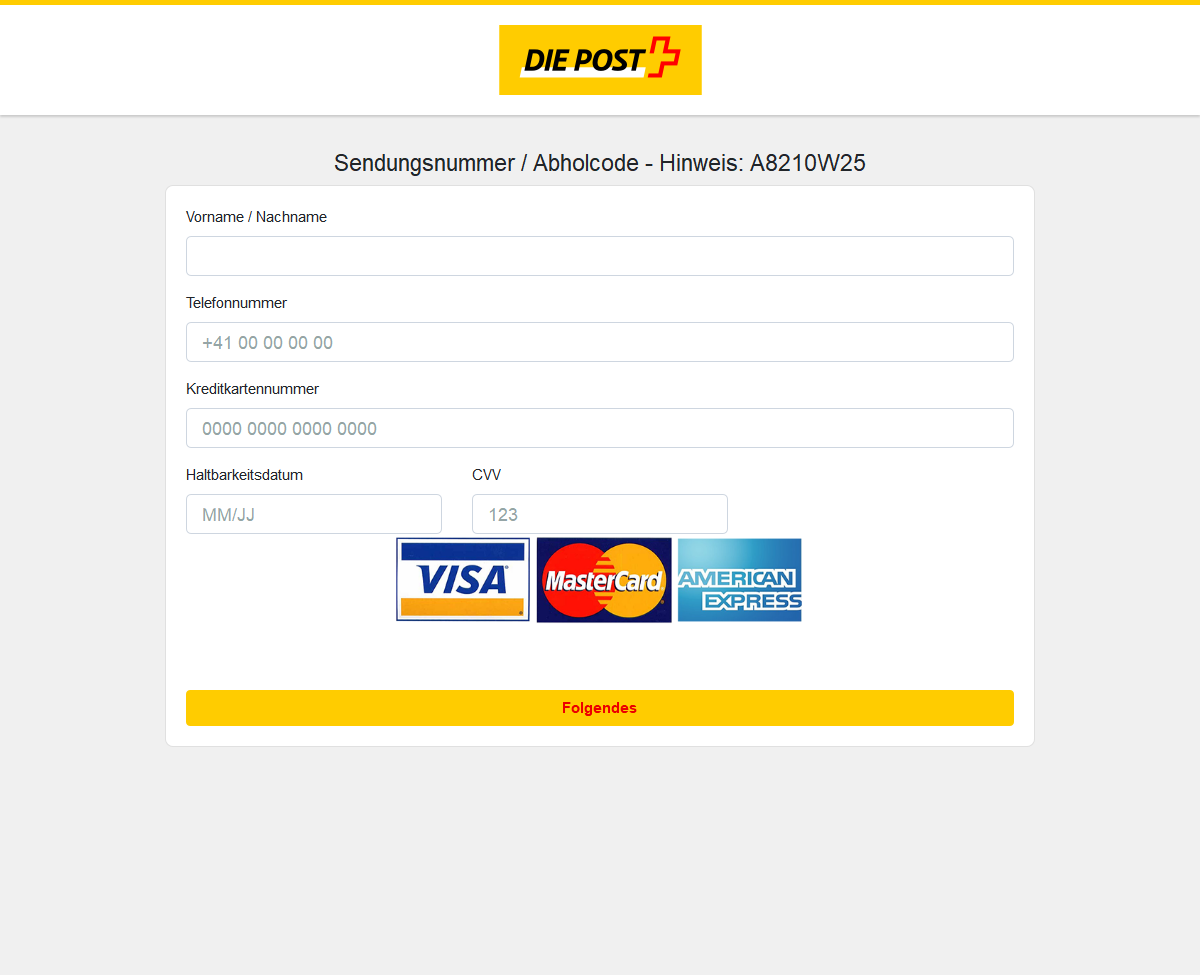 DIE POST
Sendungsnummer / Abholcode - Hinweis: A8210W25
Vorname / Nachname
Telefonnummer
+41 00 00 00 00
Kreditkartennummer
0000 0000 0000 0000
Haltbarkeitsdatum CVV
MM/JJ 123
VISA MasterCard AMERICAN EXPRESS
Folgendes